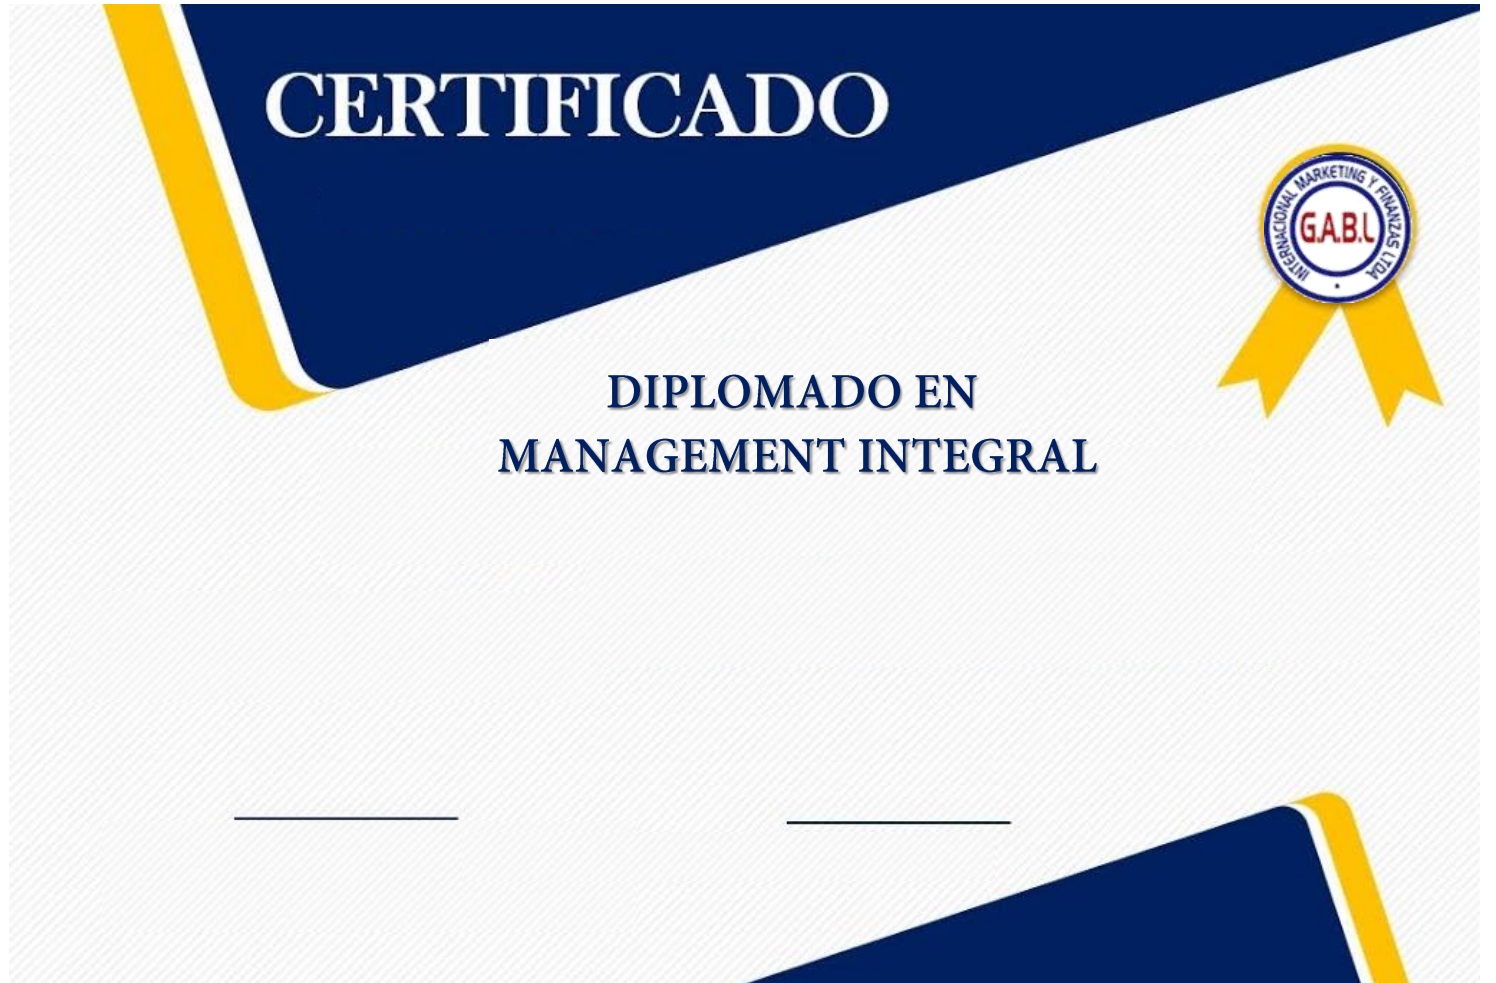 CERTIFICADO
INTERNACIONAL MARKETING Y FINANZAS LTDA
G.A.B.L
DIPLOMADO EN
MANAGEMENT INTEGRAL